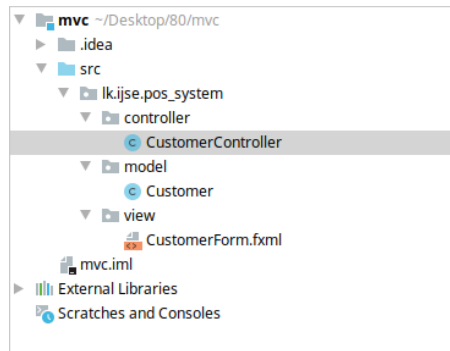 mvc ~/Desktop/80/mvc
.idea
src
lk.ijse.pos_system
controller
C CustomerController
model
C Customer
view
CustomerForm.fxml
mvc.iml
External Libraries
Scratches and Consoles